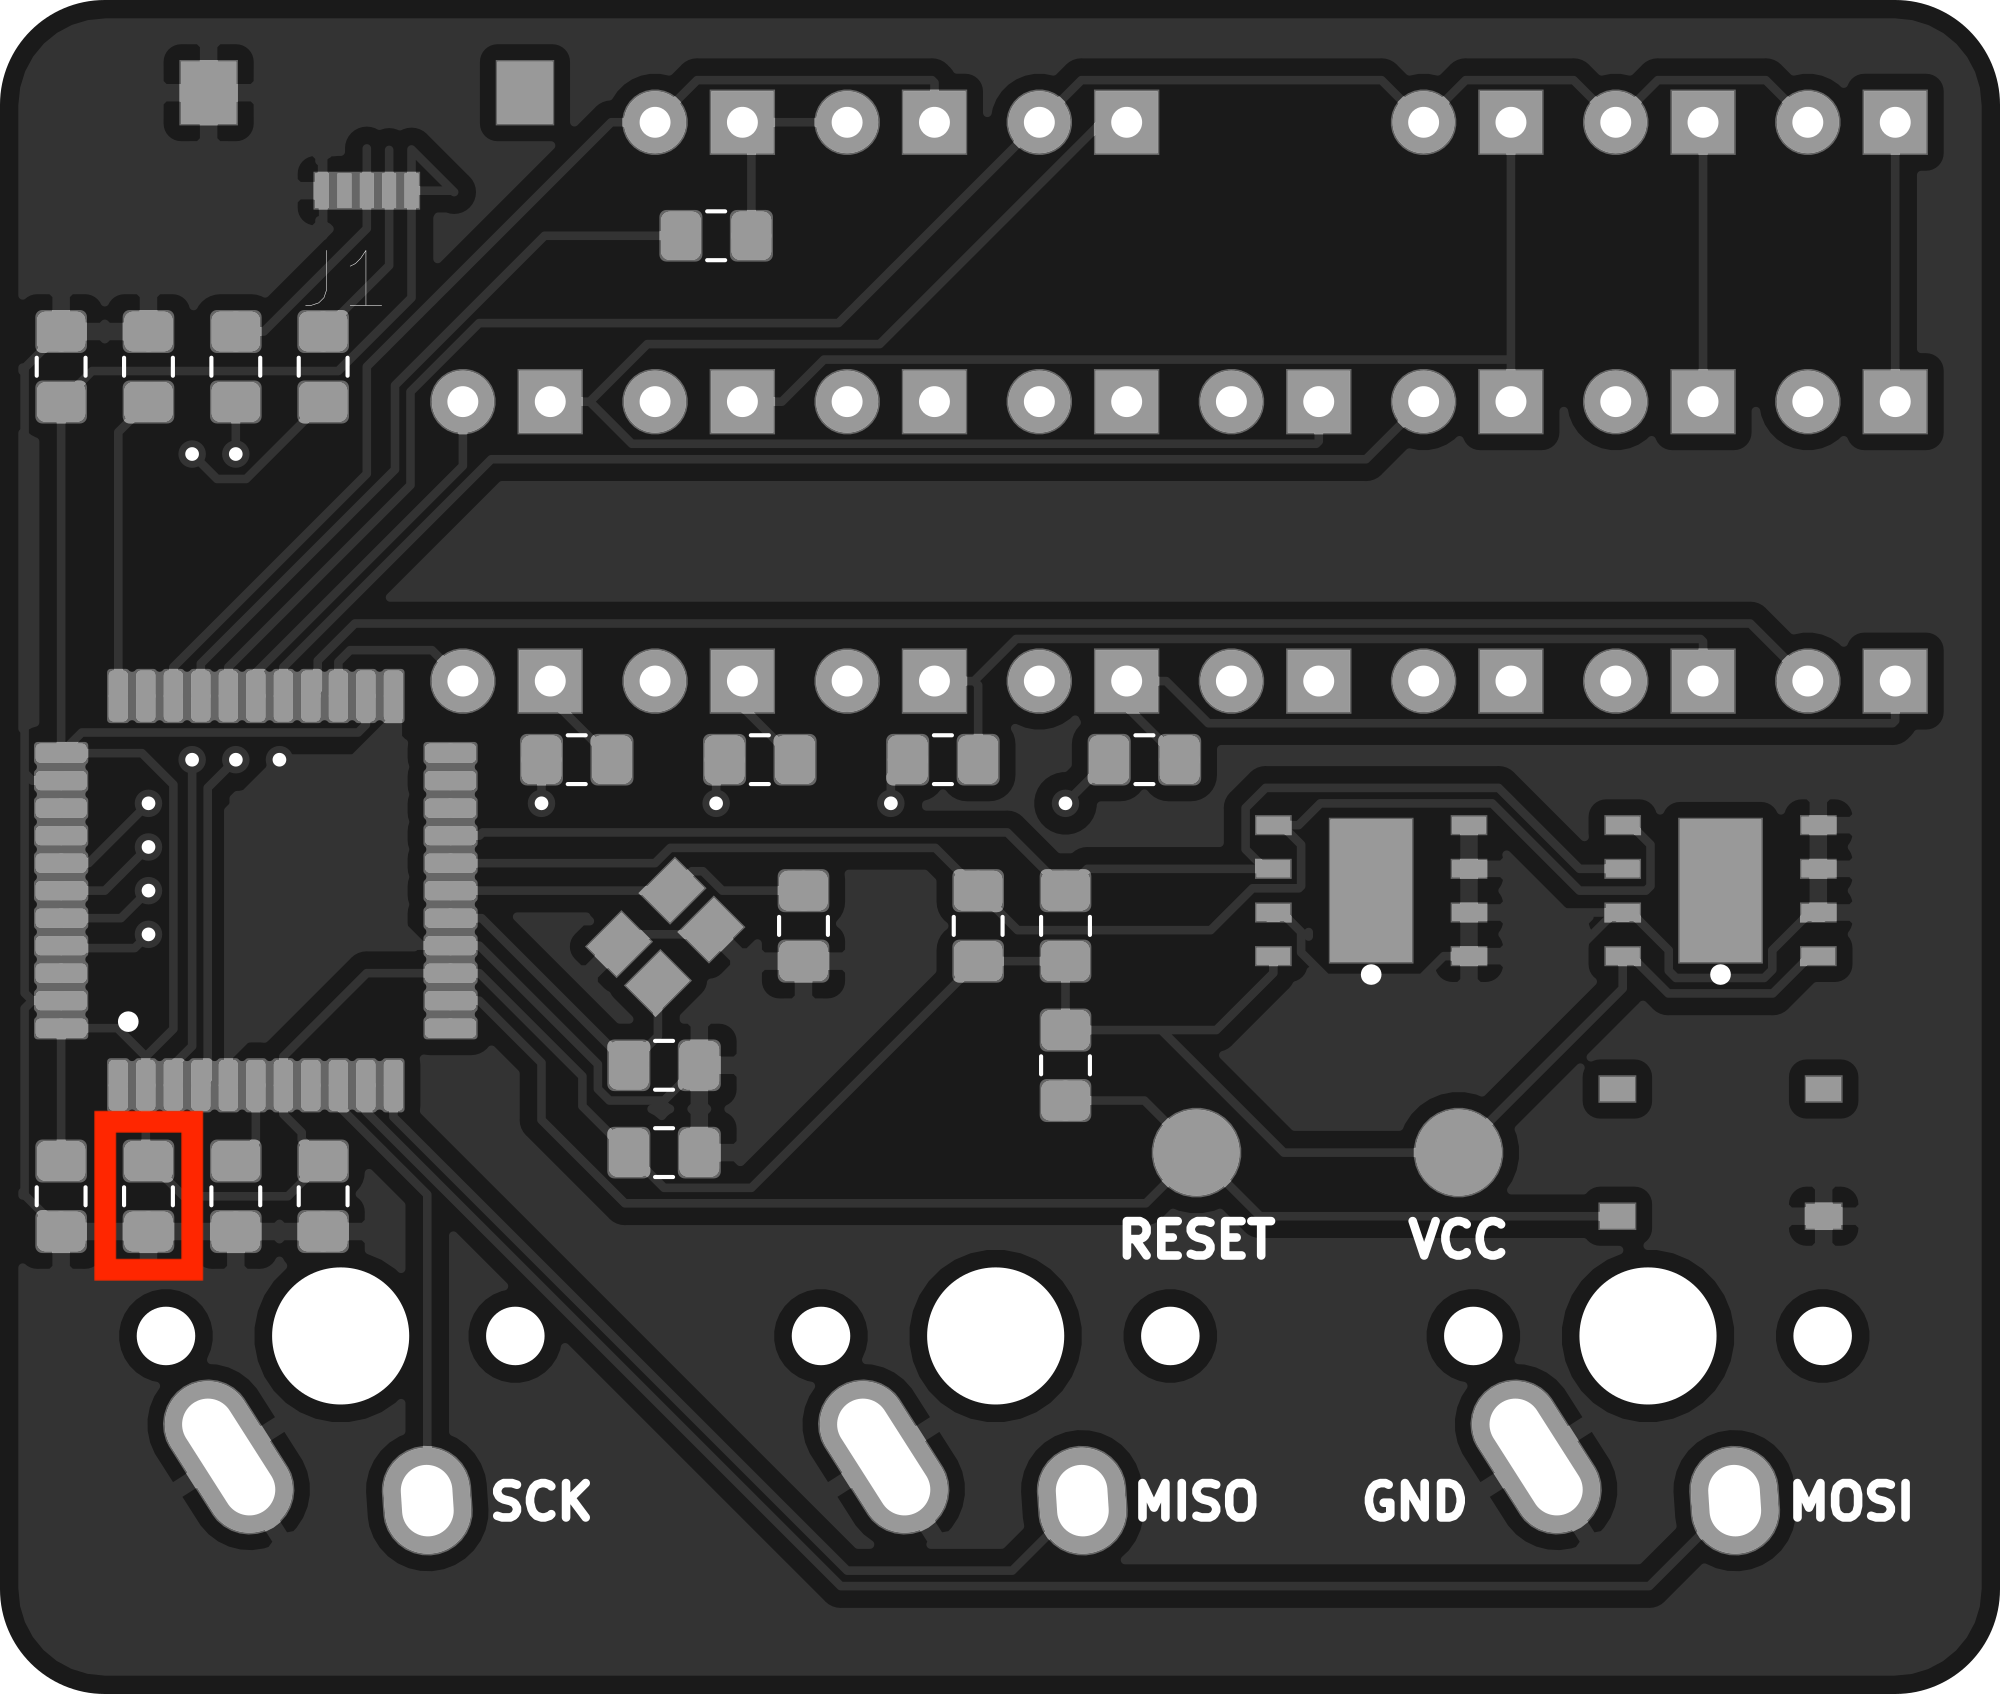 J1
RESET
VCC
SCK
MISO
GND
MOSI